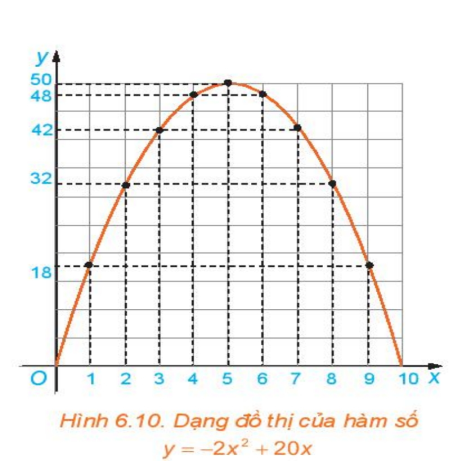 y
50
48
42
32
18
O 1 2 3 4 5 6 7 8 9 10 x
Hình 6.10. Dạng đồ thị của hàm số
y = −2x² + 20x